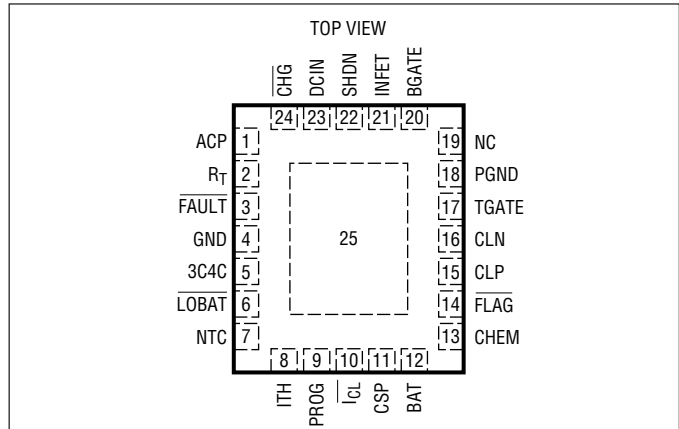 TOP VIEW
CHG
DCIN
SHDN
INFET
BGATE
24 23 22 21 20
ACP 1
RT 2
FAULT 3
GND 4
3C4C 5
LOBAT 6
NTC 7
25
19 NC
18 PGND
17 TGATE
16 CLN
15 CLP
14 FLAG
13 CHEM
8 9 10 11 12
ITH
PROG
ICL
CSP
BAT